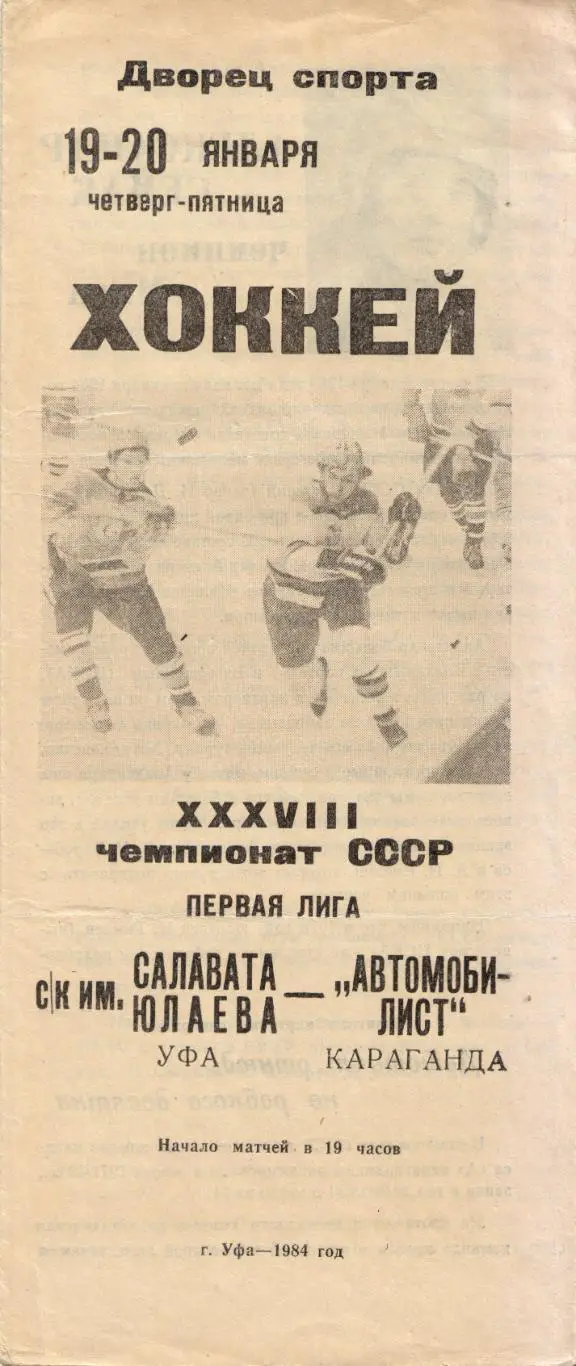 Дворец спорта
19-20 ЯНВАРЯ
четверг-пятница
ХОККЕЙ
XXXVIII
чемпионат СССР
ПЕРВАЯ ЛИГА
с/к им. САЛАВАТА ЮЛАЕВА — „АВТОМОБИ-
ЛИСТ“
УФА КАРАГАНДА
Начало матчей в 19 часов
г. Уфа—1984 год